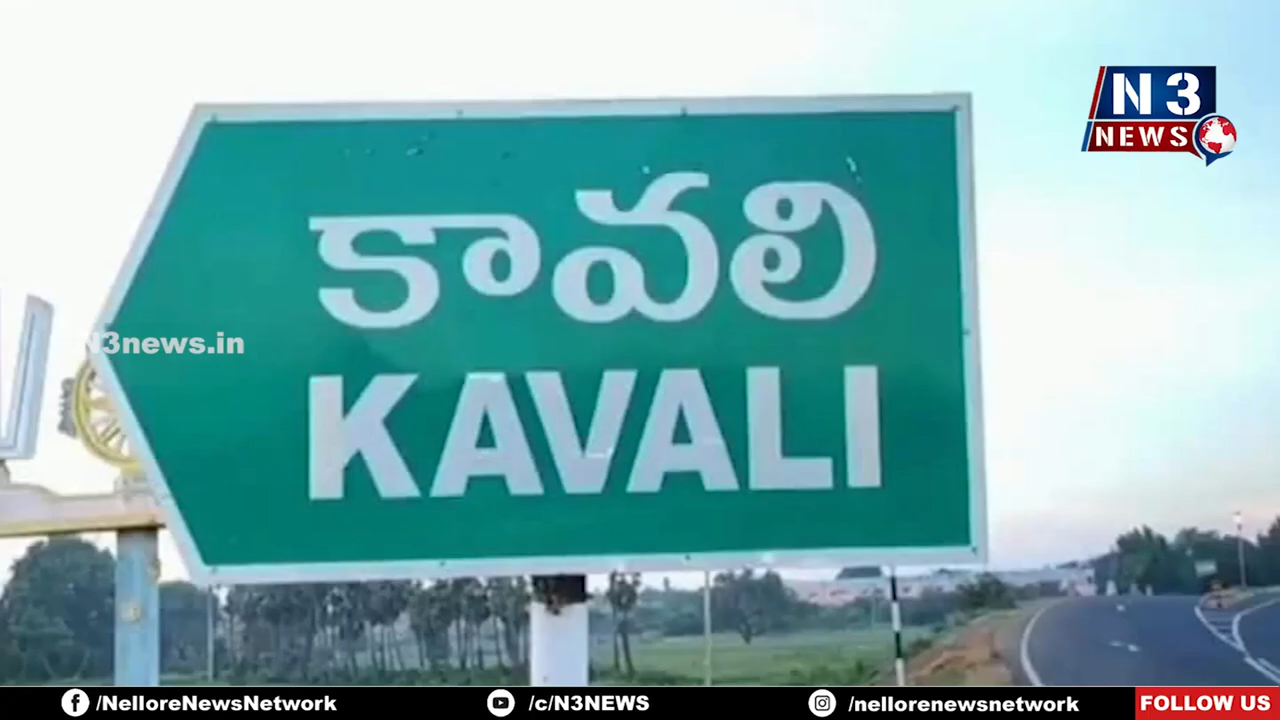 N3
NEWS
కావలి
N3news.in
KAVALI
/NelloreNewsNetwork
/c/N3NEWS
/nellorenewsnetwork
FOLLOW US